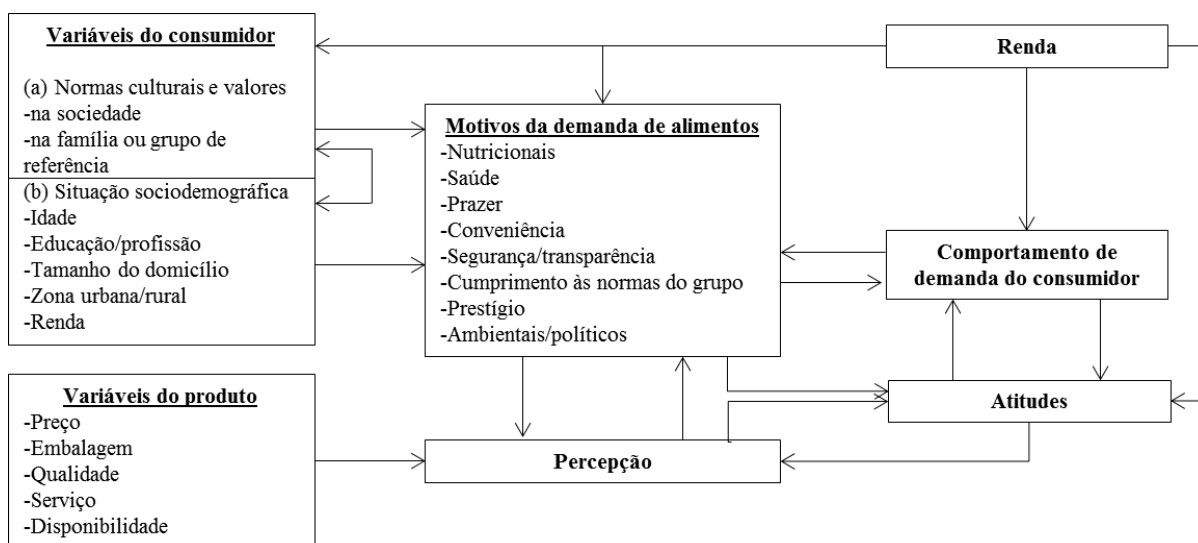 Variáveis do consumidor
(a) Normas culturais e valores
-na sociedade
-na família ou grupo de
referência
(b) Situação sociodemográfica
-Idade
-Educação/profissão
-Tamanho do domicílio
-Zona urbana/rural
-Renda
Variáveis do produto
-Preço
-Embalagem
-Qualidade
-Serviço
-Disponibilidade
Motivos da demanda de alimentos
-Nutricionais
-Saúde
-Prazer
-Conveniência
-Segurança/transparência
-Cumprimento às normas do grupo
-Prestígio
-Ambientais/políticos
Percepção
Renda
Comportamento de
demanda do consumidor
Atitudes